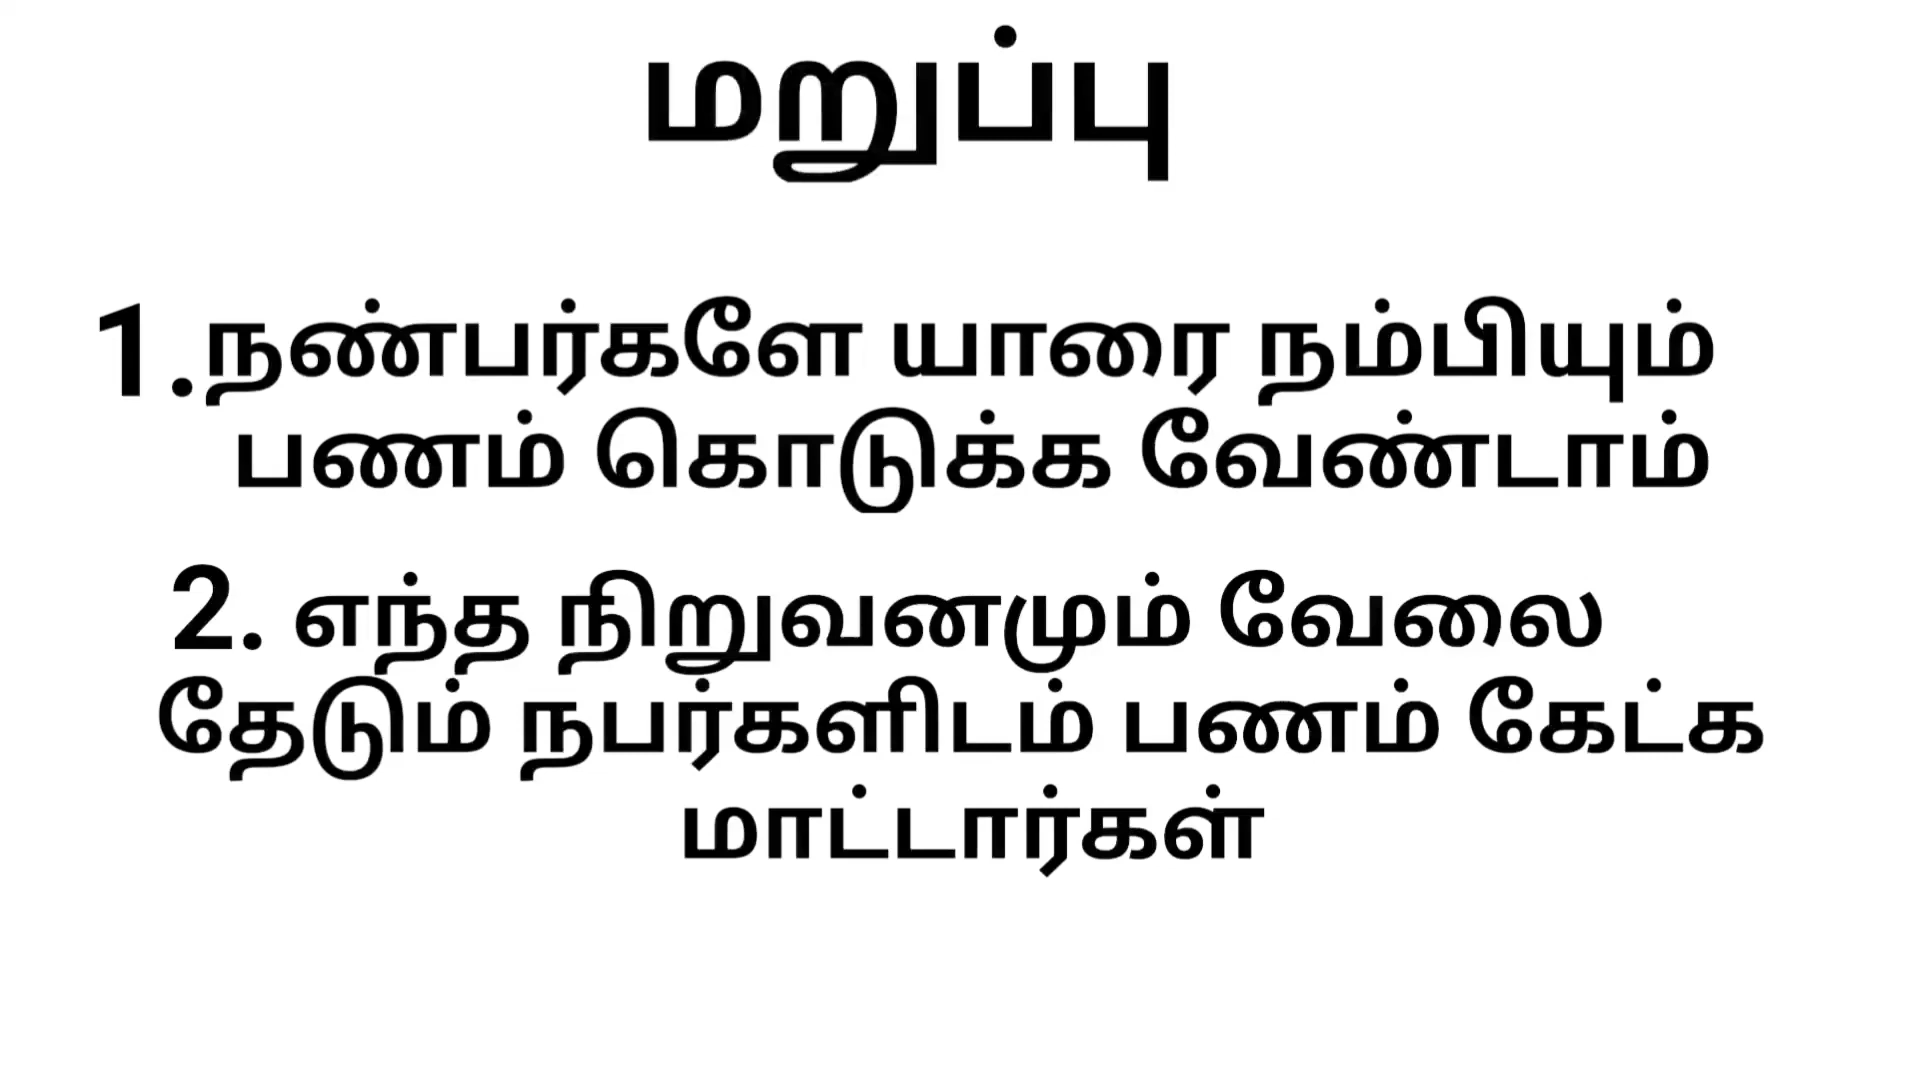 மறுப்பு
1.நண்பர்களே யாரை நம்பியும்
பணம் கொடுக்க வேண்டாம்
2. எந்த நிறுவனமும் வேலை
தேடும் நபர்களிடம் பணம் கேட்க
மாட்டார்கள்